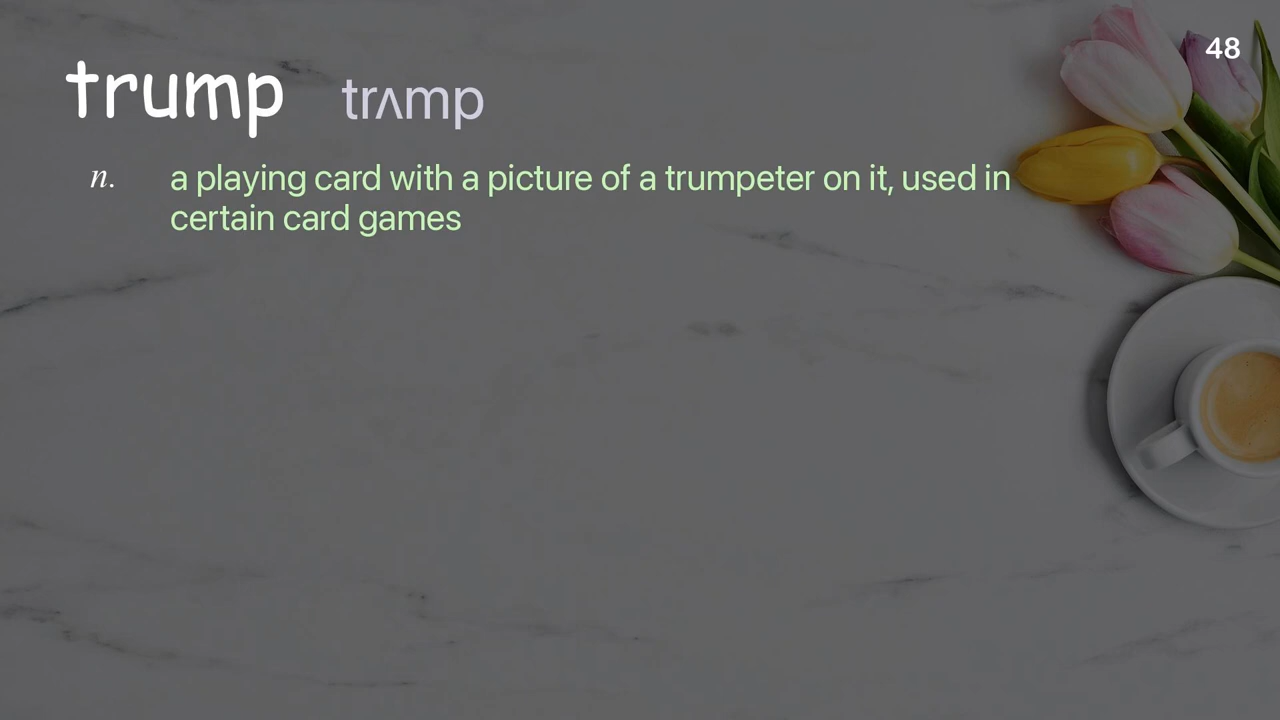 48
trump trʌmp
n. a playing card with a picture of a trumpeter on it, used in
certain card games